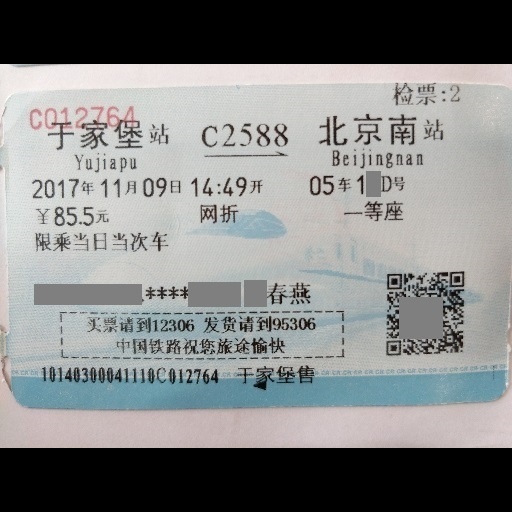 检票:2
C012764
于家堡站 C2588 北京南站
Yujiapu Beijingnan
2017年11月09日14:49开 05车1 D号
￥85.5元 网折 一等座
限乘当日当次车
**** 春燕
买票请到12306 发货请到95306
中国铁路祝您旅途愉快
10140300041110C012764 于家堡售